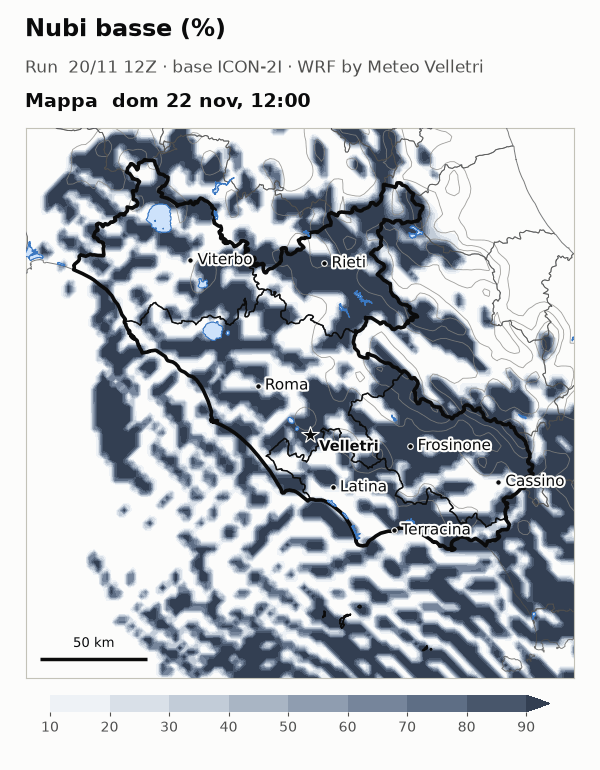 Nubi basse (%)
Run  20/11 12Z · base ICON-2I · WRF by Meteo Velletri
Mappa  dom 22 nov, 12:00
Viterbo
Rieti
Roma
Velletri
Frosinone
Cassino
Latina
Terracina
50 km
10 20 30 40 50 60 70 80 90